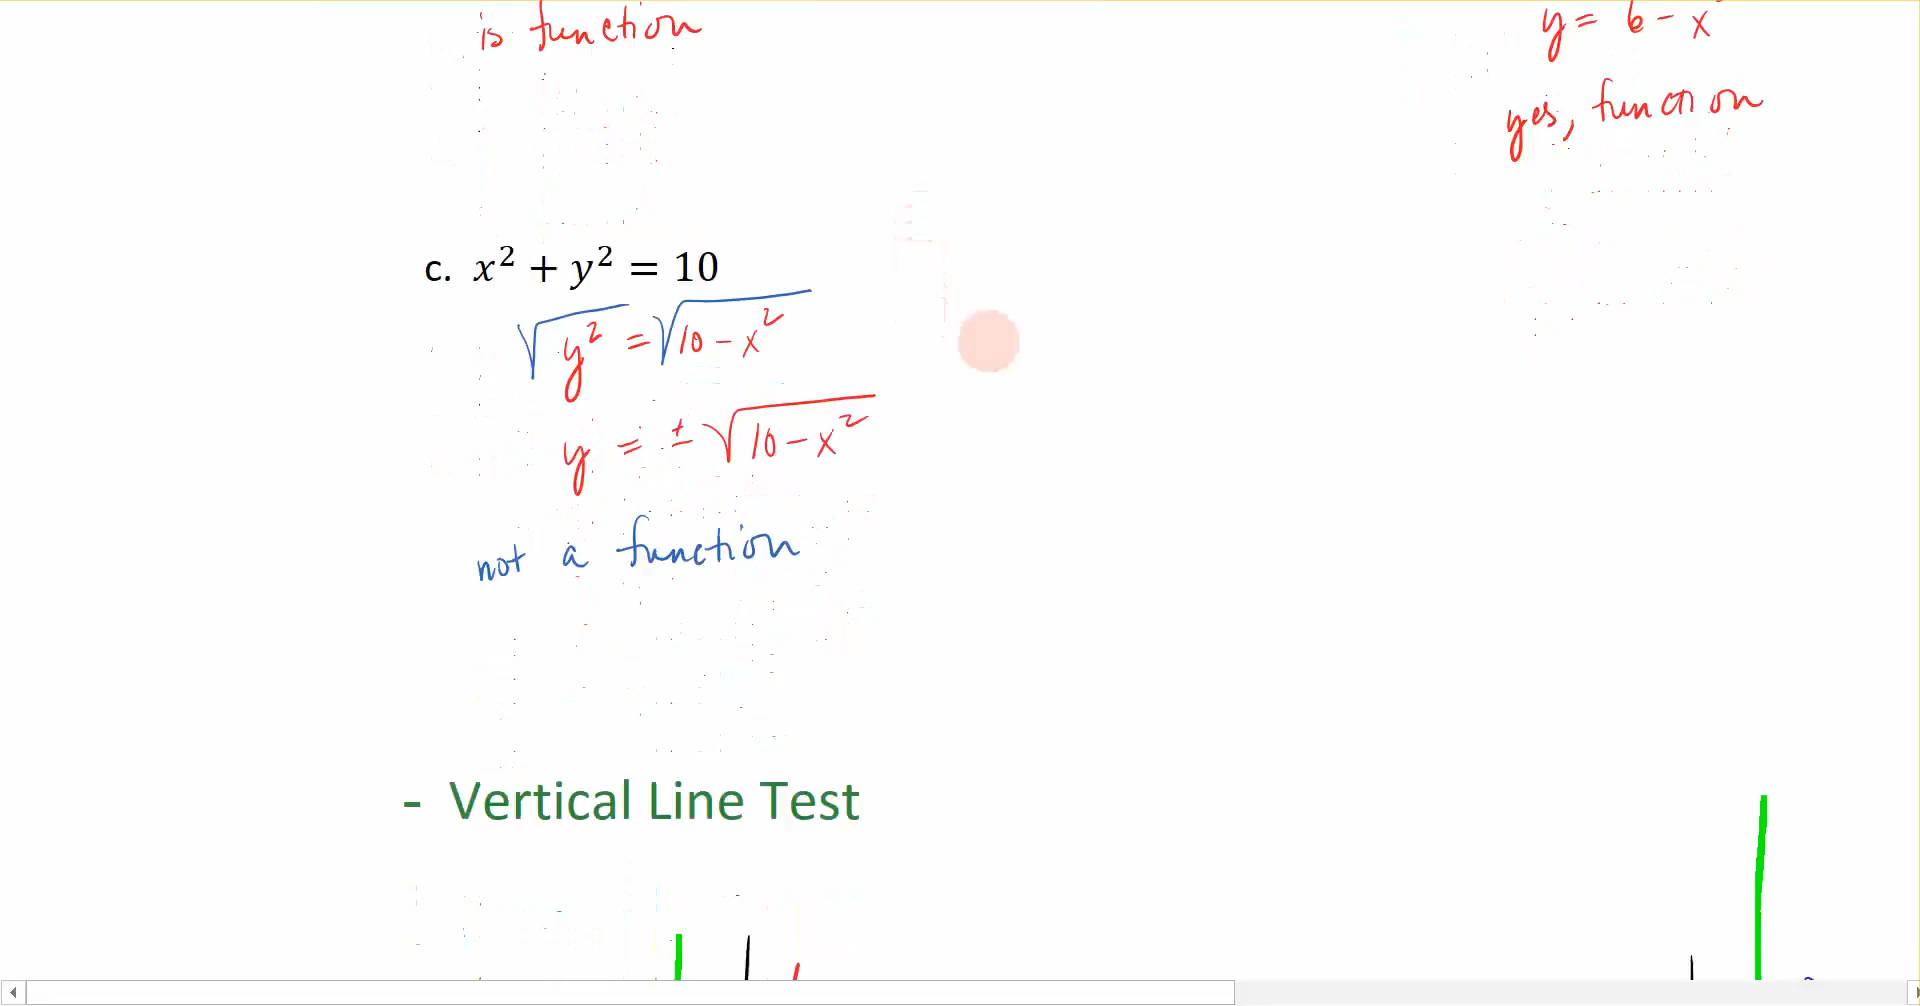 is function
y = 6 - x
yes, function
c. x² + y² = 10
√y² = √10 - x²
y = ± √10 - x²
not a function
- Vertical Line Test